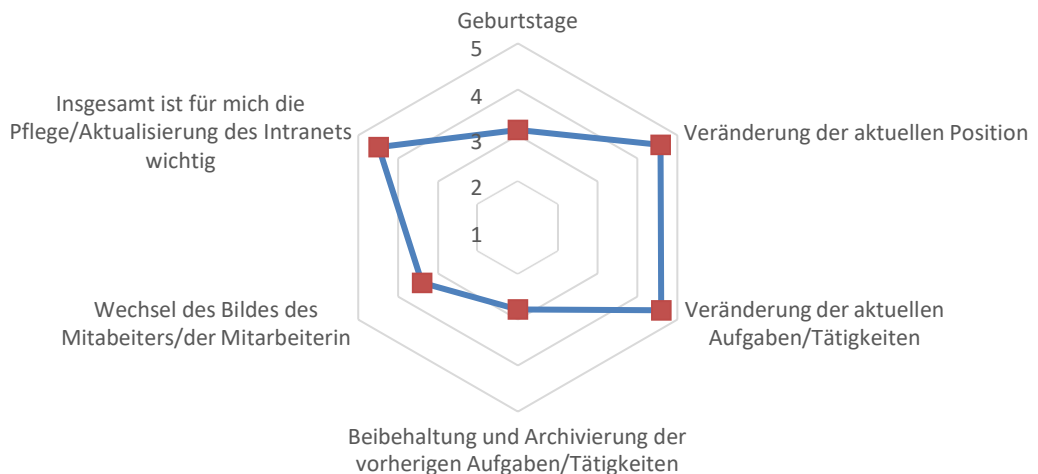 Geburtstage
5
4
3
2
1
Insgesamt ist für mich die
Pflege/Aktualisierung des Intranets
wichtig
Veränderung der aktuellen Position
Wechsel des Bildes des
Mitabeiters/der Mitarbeiterin
Veränderung der aktuellen
Aufgaben/Tätigkeiten
Beibehaltung und Archivierung der
vorherigen Aufgaben/Tätigkeiten